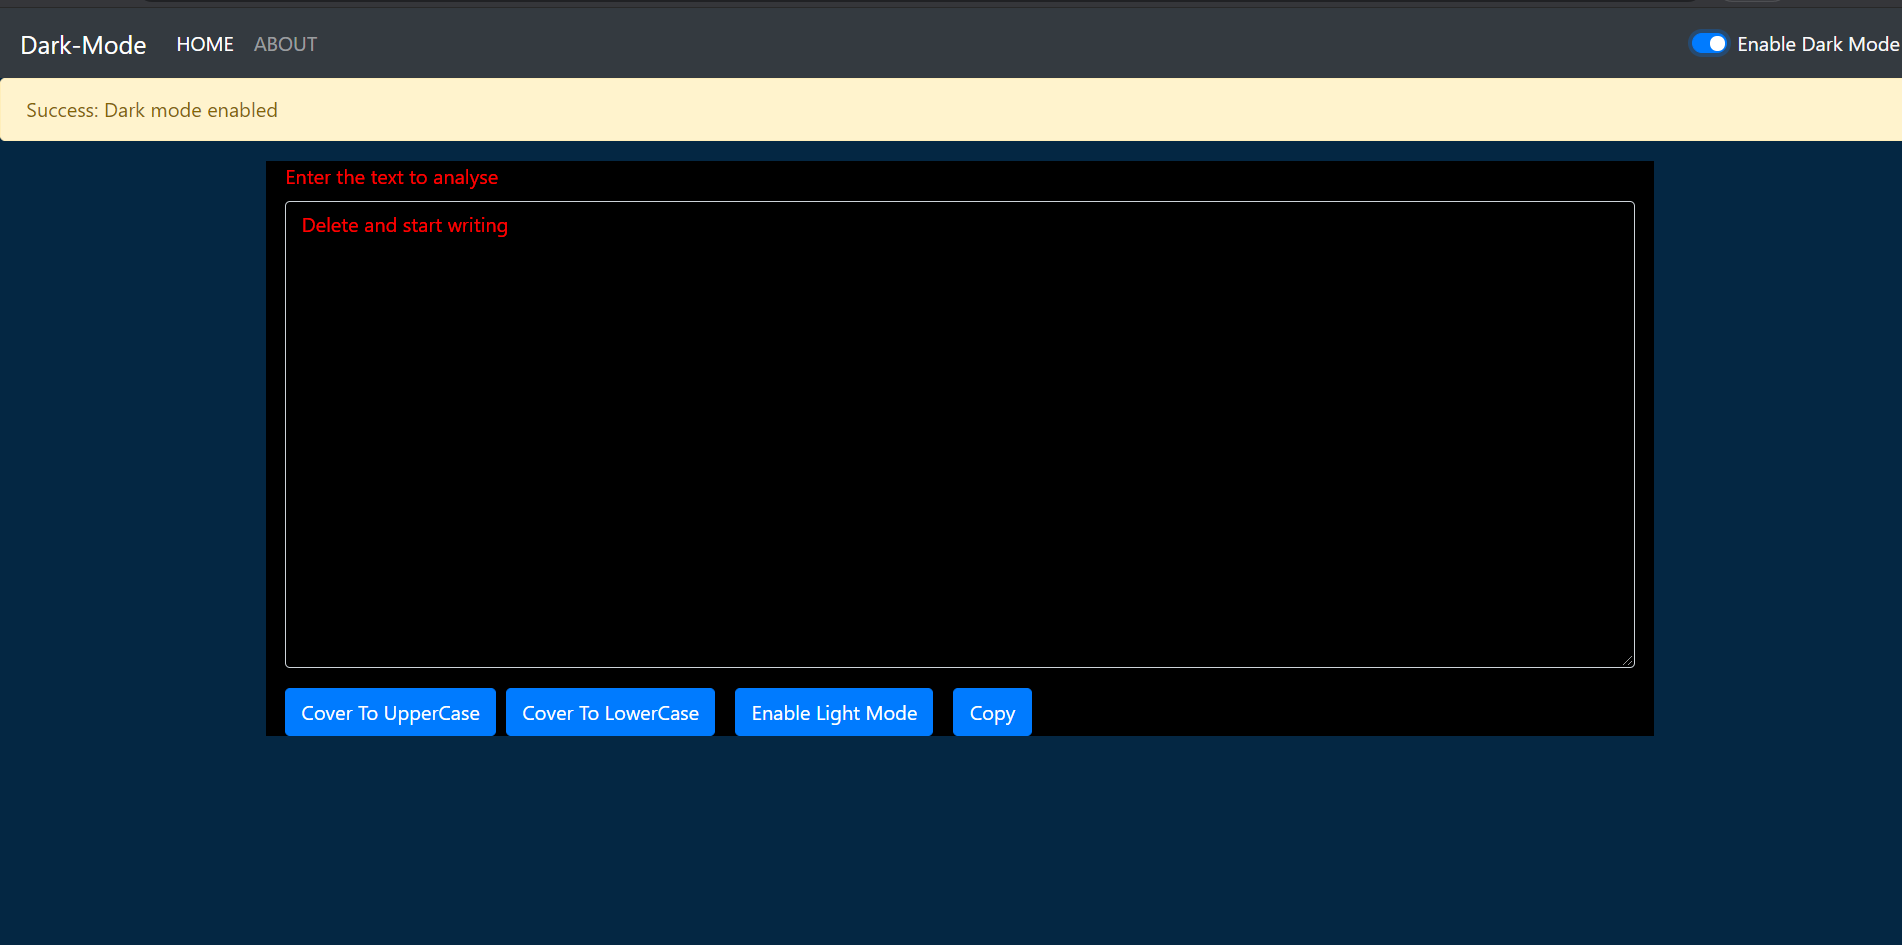 Dark-Mode HOME ABOUT Enable Dark Mode
Success: Dark mode enabled
Enter the text to analyse
Delete and start writing
Cover To UpperCase Cover To LowerCase Enable Light Mode Copy